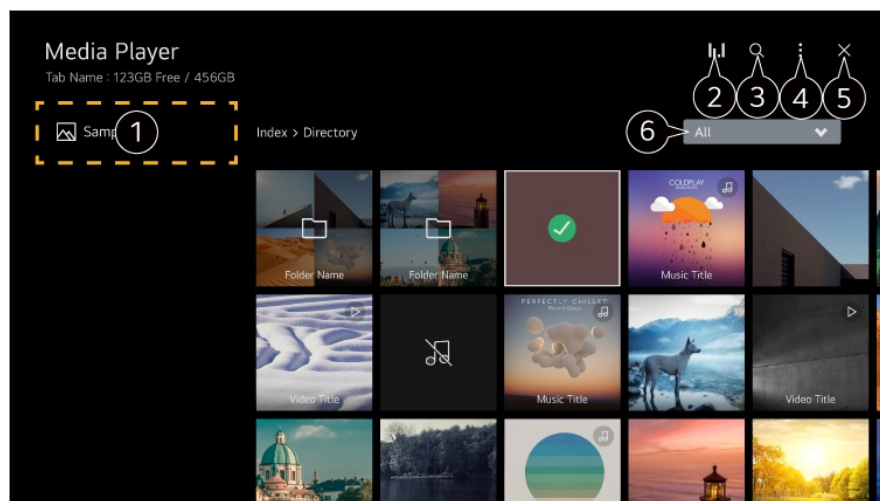 Media Player
Tab Name : 123GB Free / 456GB
2 3 4 5
Samp 1
Index > Directory
6 All
COLDPLAY
Folder Name
Folder Name
Music Title
PERFECTLY CHILLED
Video Title
Music Title
Video Title